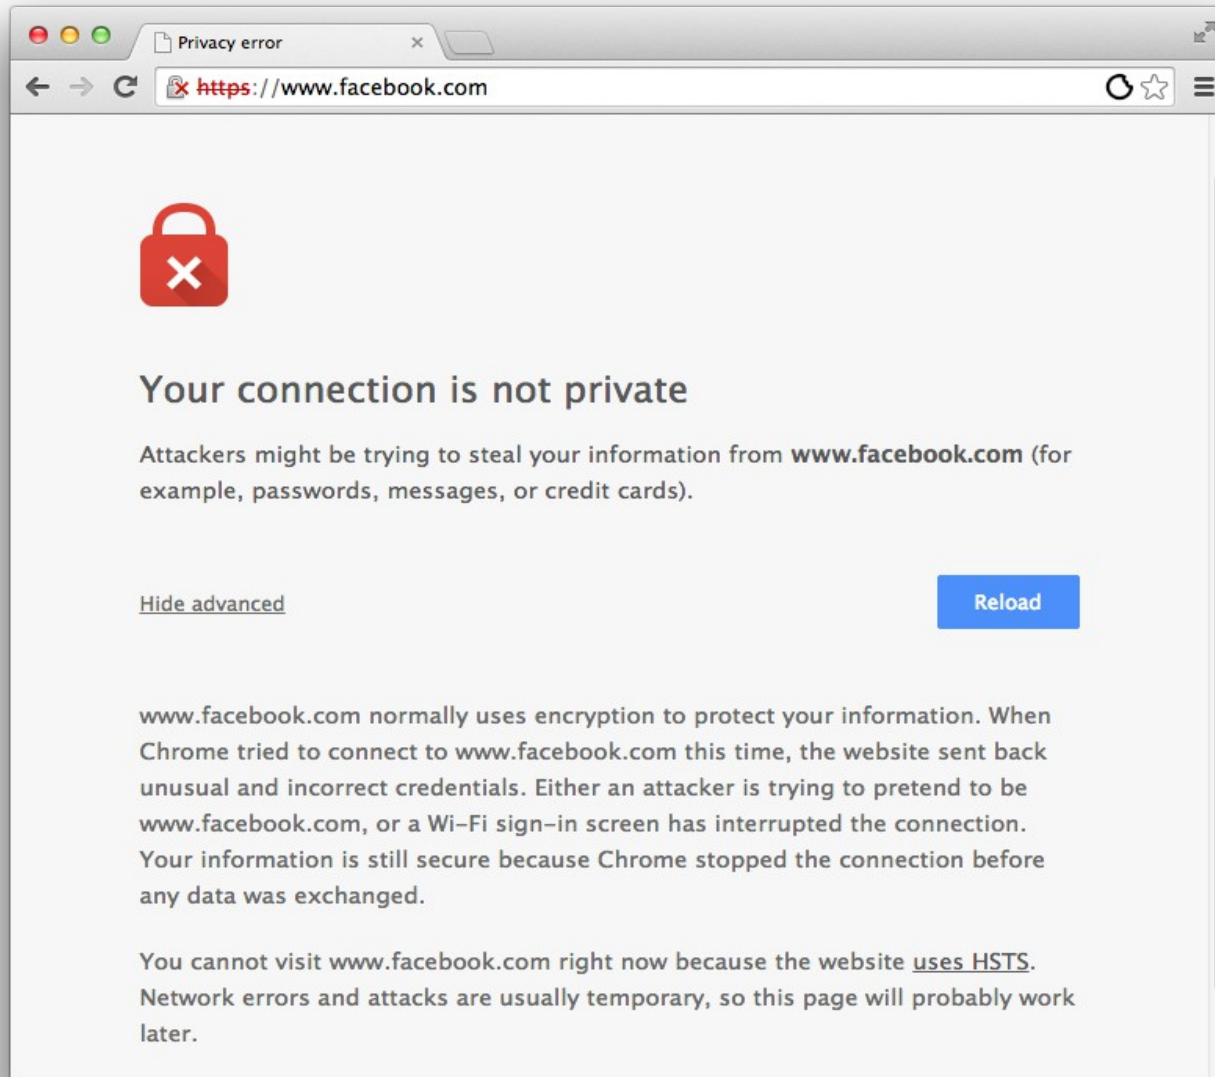 Privacy error
https://www.facebook.com
Your connection is not private
Attackers might be trying to steal your information from www.facebook.com (for
example, passwords, messages, or credit cards).
Hide advanced
Reload
www.facebook.com normally uses encryption to protect your information. When
Chrome tried to connect to www.facebook.com this time, the website sent back
unusual and incorrect credentials. Either an attacker is trying to pretend to be
www.facebook.com, or a Wi-Fi sign-in screen has interrupted the connection.
Your information is still secure because Chrome stopped the connection before
any data was exchanged.
You cannot visit www.facebook.com right now because the website uses HSTS.
Network errors and attacks are usually temporary, so this page will probably work
later.